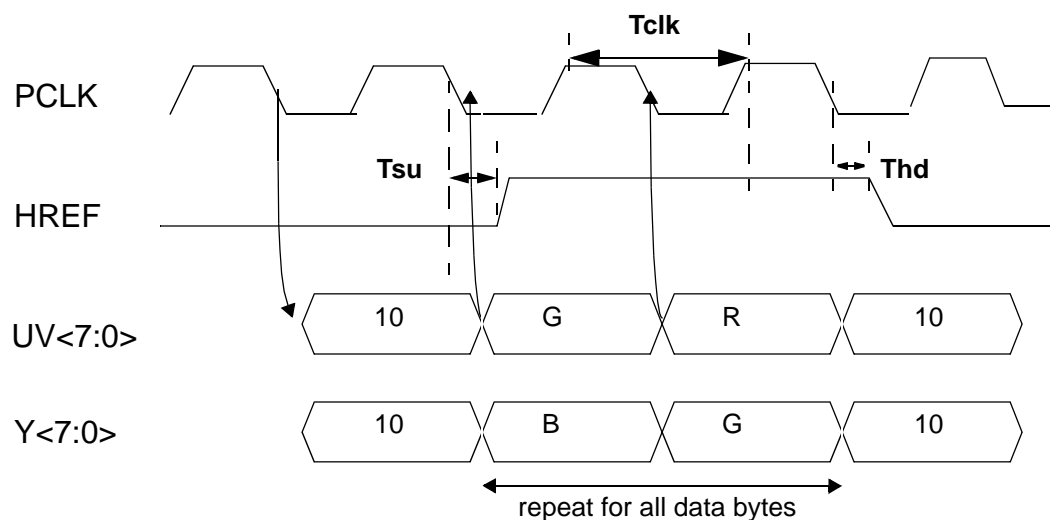 Tclk
PCLK
Tsu
Thd
HREF
UV<7:0>
10
G
R
10
Y<7:0>
10
B
G
10
repeat for all data bytes